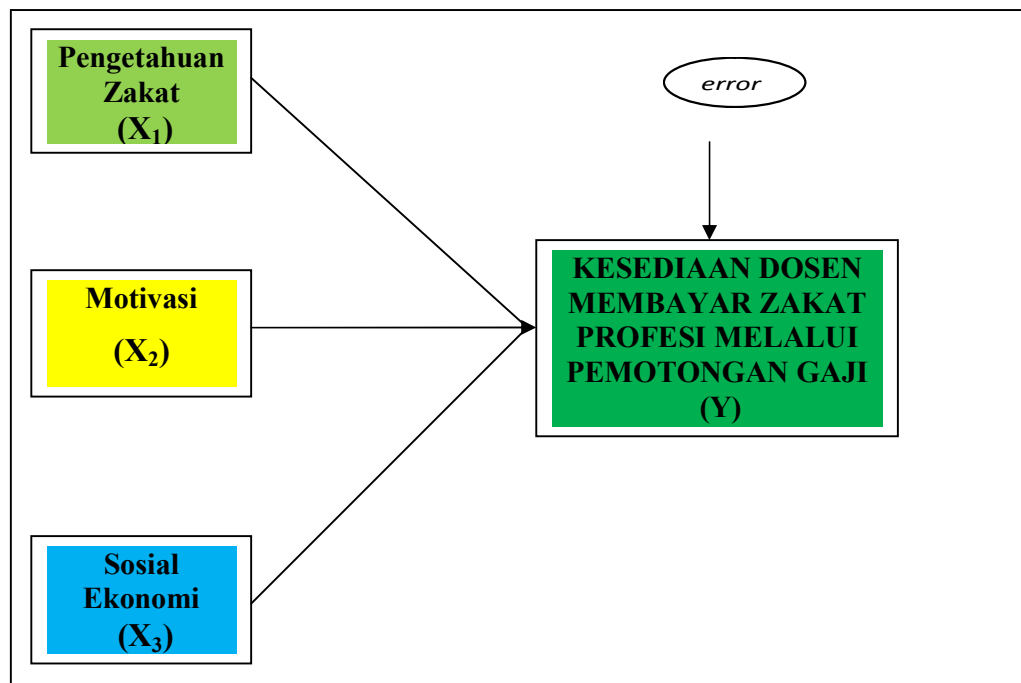 Pengetahuan
Zakat
(X₁)
error
Motivasi
(X₂)
KESEDIAAN DOSEN
MEMBAYAR ZAKAT
PROFESI MELALUI
PEMOTONGAN GAJI
(Y)
Sosial
Ekonomi
(X₃)